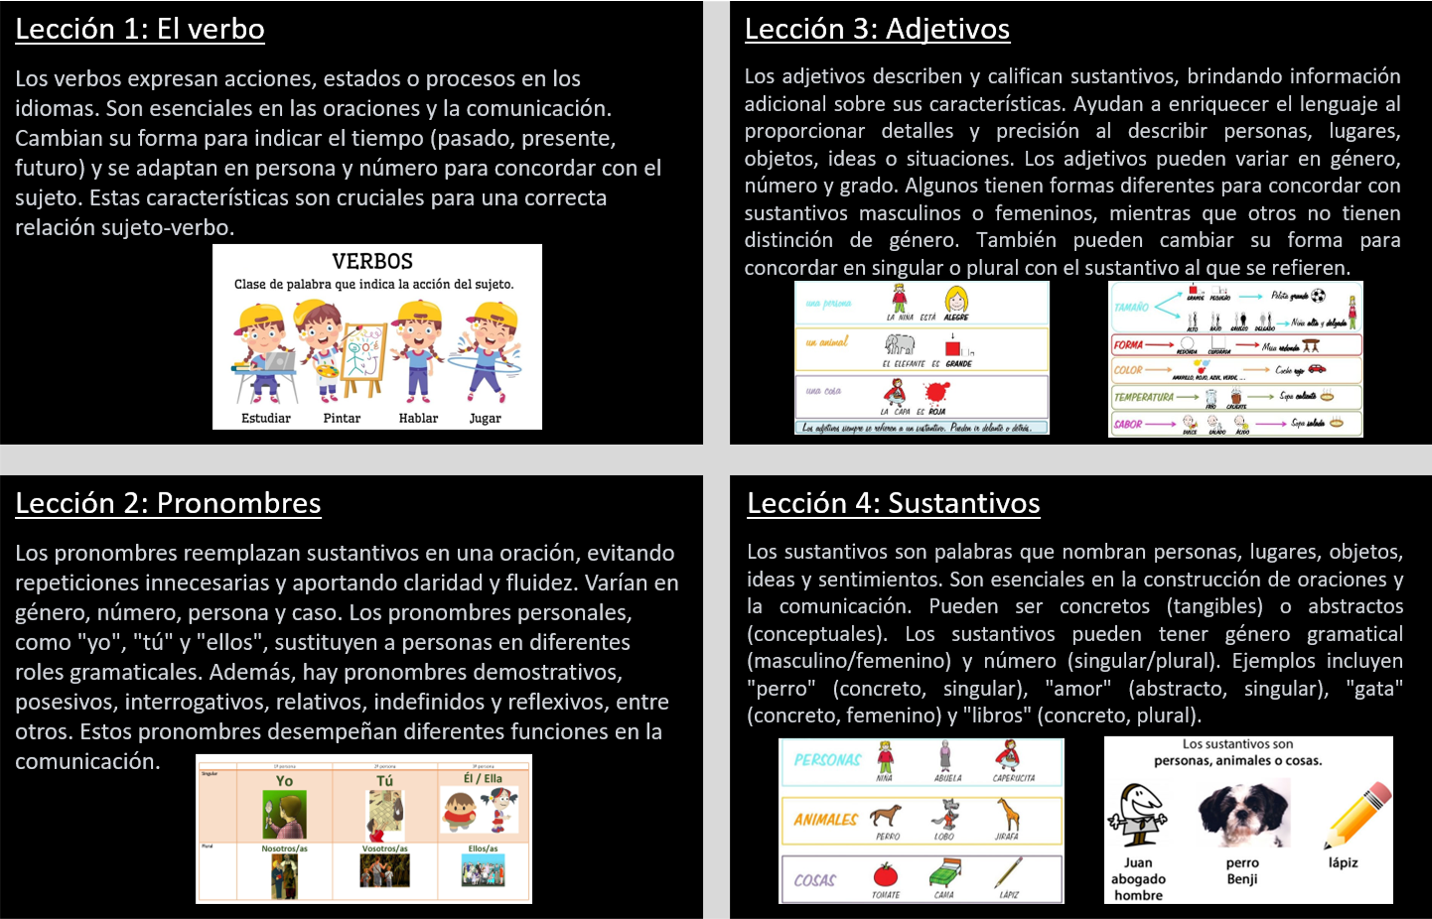 Lección 1: El verbo
Los verbos expresan acciones, estados o procesos en los
idiomas. Son esenciales en las oraciones y la comunicación.
Cambian su forma para indicar el tiempo (pasado, presente,
futuro) y se adaptan en persona y número para concordar con el
sujeto. Estas características son cruciales para una correcta
relación sujeto-verbo.
VERBOS
Clase de palabra que indica la acción del sujeto.
Estudiar Pintar Hablar Jugar
Lección 2: Pronombres
Los pronombres reemplazan sustantivos en una oración, evitando
repeticiones innecesarias y aportando claridad y fluidez. Varían en
género, número, persona y caso. Los pronombres personales,
como "yo", "tú" y "ellos", sustituyen a personas en diferentes
roles gramaticales. Además, hay pronombres demostrativos,
posesivos, interrogativos, relativos, indefinidos y reflexivos, entre
otros. Estos pronombres desempeñan diferentes funciones en la
comunicación.
1ª persona 2ª persona 3ª persona
Singular
Yo Tú Él / Ella
Plural
Nosotros/as Vosotros/as Ellos/as
Lección 3: Adjetivos
Los adjetivos describen y califican sustantivos, brindando información
adicional sobre sus características. Ayudan a enriquecer el lenguaje al
proporcionar detalles y precisión al describir personas, lugares,
objetos, ideas o situaciones. Los adjetivos pueden variar en género,
número y grado. Algunos tienen formas diferentes para concordar con
sustantivos masculinos o femeninos, mientras que otros no tienen
distinción de género. También pueden cambiar su forma para
concordar en singular o plural con el sustantivo al que se refieren.
una persona
LA NIÑA ESTÁ ALEGRE
un animal
EL ELEFANTE ES GRANDE
una cosa
LA CAPA ES ROJA
Los adjetivos siempre se refieren a un sustantivo. Pueden ir delante o detrás.
TAMAÑO
GRANDE PEQUEÑO Pelota grande
ALTO BAJO GRUESO DELGADO Niña alta y delgada
FORMA REDONDA CUADRADA Mesa redonda
COLOR AMARILLO, ROJO, AZUL, VERDE, ... Coche rojo
TEMPERATURA FRÍO CALIENTE Sopa caliente
SABOR DULCE SALADO ÁCIDO Sopa salada
Lección 4: Sustantivos
Los sustantivos son palabras que nombran personas, lugares, objetos,
ideas y sentimientos. Son esenciales en la construcción de oraciones y
la comunicación. Pueden ser concretos (tangibles) o abstractos
(conceptuales). Los sustantivos pueden tener género gramatical
(masculino/femenino) y número (singular/plural). Ejemplos incluyen
"perro" (concreto, singular), "amor" (abstracto, singular), "gata"
(concreto, femenino) y "libros" (concreto, plural).
PERSONAS NIÑA ABUELA CAPERUCITA
ANIMALES PERRO LOBO JIRAFA
COSAS TOMATE CAMA LÁPIZ
Los sustantivos son
personas, animales o cosas.
Juan perro lápiz
abogado Benji
hombre